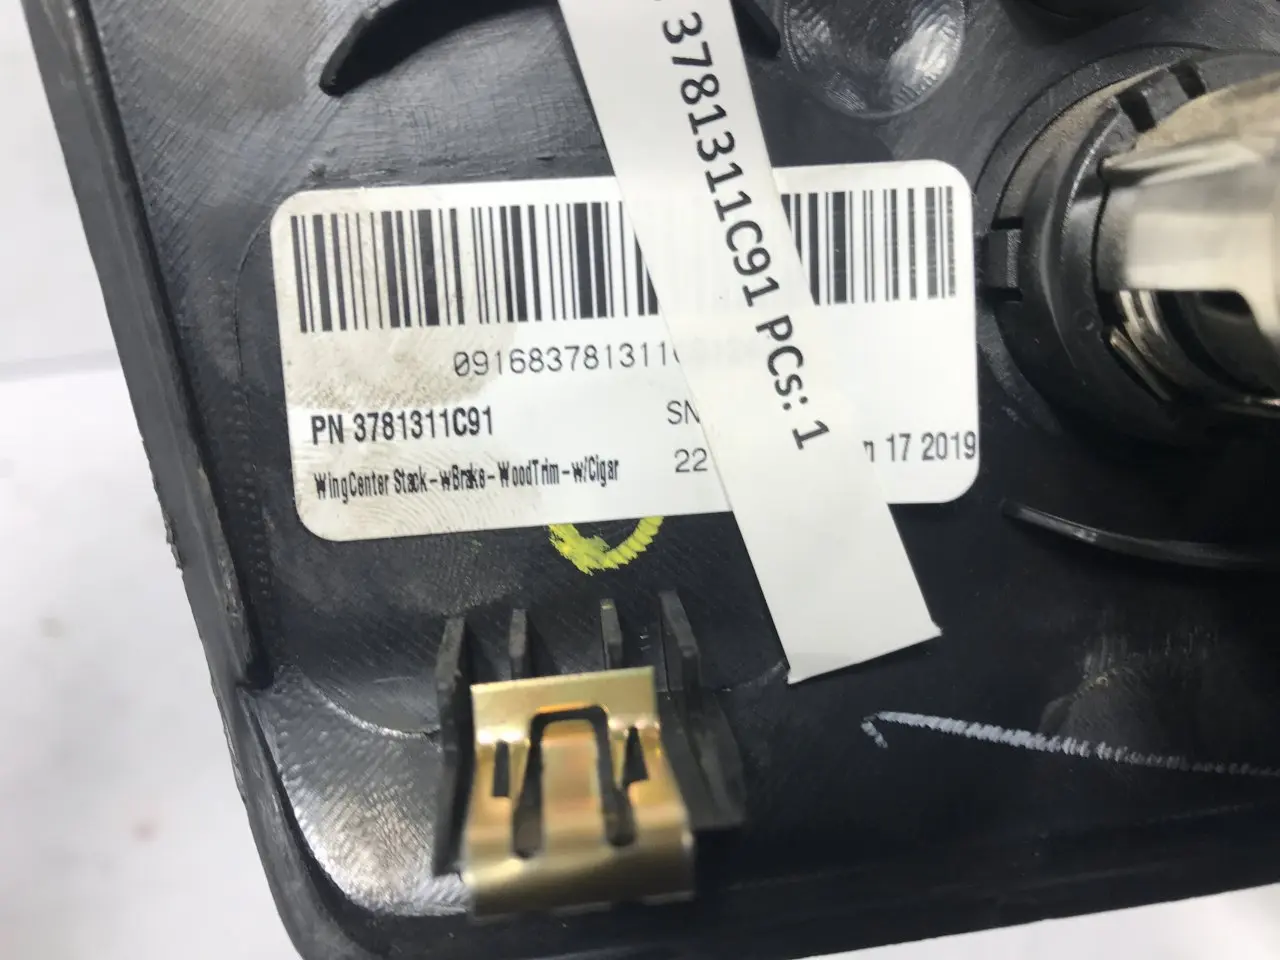 3781311C91 PCs: 1
0916837813110
PN 3781311C91
SN
WingCenter Stack-wBrake-WoodTrim-w/Cigar
22
17 2019